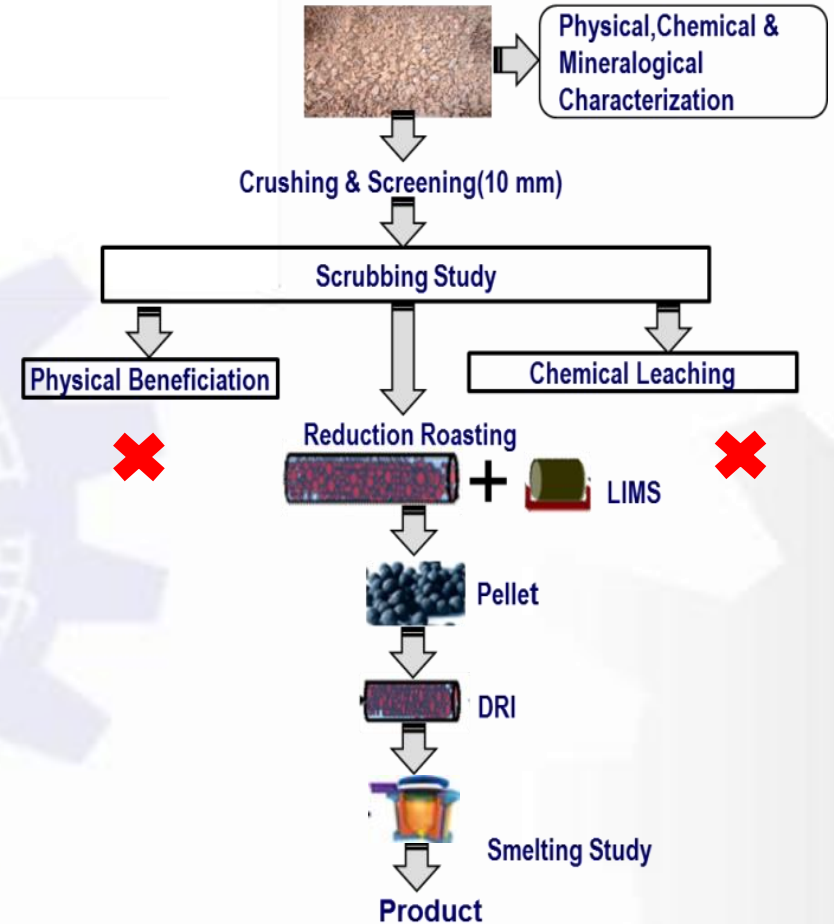 Physical,Chemical &
Mineralogical
Characterization
Crushing & Screening(10 mm)
Scrubbing Study
Physical Beneficiation
Chemical Leaching
Reduction Roasting
+
LIMS
Pellet
DRI
Smelting Study
Product